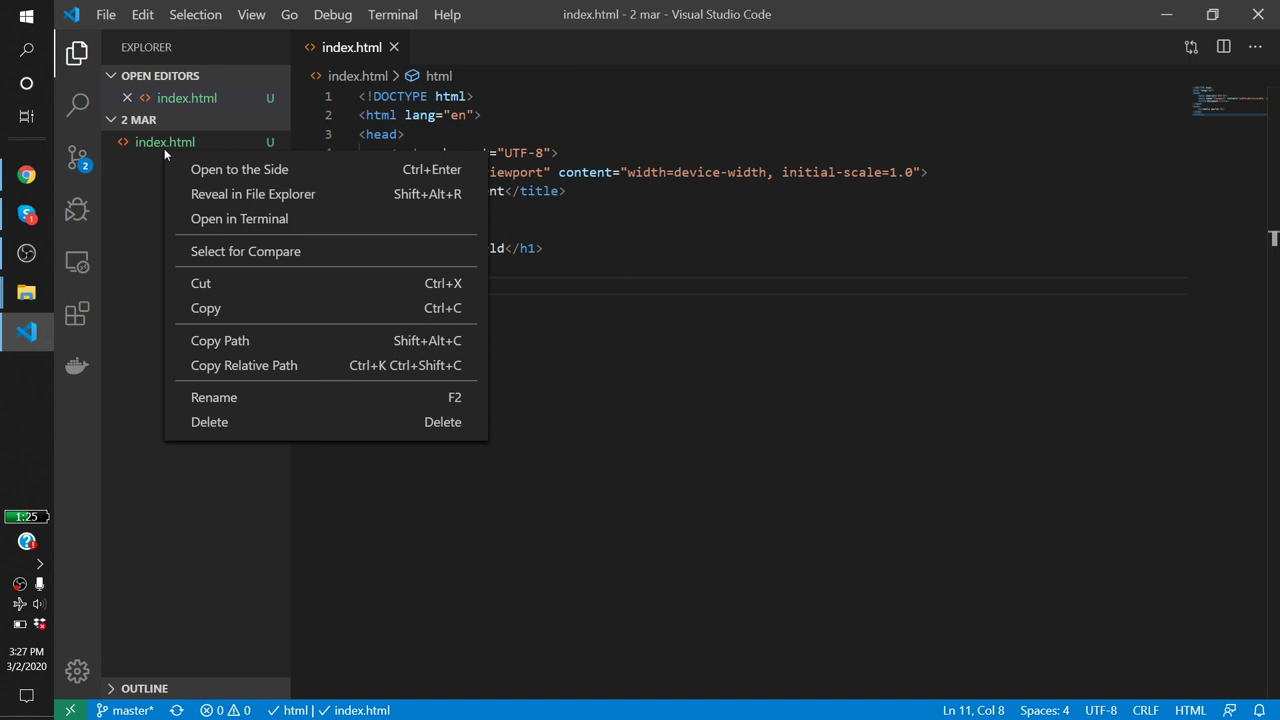 File Edit Selection View Go Debug Terminal Help
index.html - 2 mar - Visual Studio Code
EXPLORER
OPEN EDITORS
index.html U
2 MAR
index.html U
index.html
index.html > html
1 <!DOCTYPE html>
2 <html lang="en">
3 <head>
="UTF-8">
iewport" content="width=device-width, initial-scale=1.0">
nt</title>
ld</h1>
Open to the Side Ctrl+Enter
Reveal in File Explorer Shift+Alt+R
Open in Terminal
Select for Compare
Cut Ctrl+X
Copy Ctrl+C
Copy Path Shift+Alt+C
Copy Relative Path Ctrl+K Ctrl+Shift+C
Rename F2
Delete Delete
2
1
1:25
3:27 PM
3/2/2020
OUTLINE
master* 0 0 html | index.html
Ln 11, Col 8 Spaces: 4 UTF-8 CRLF HTML